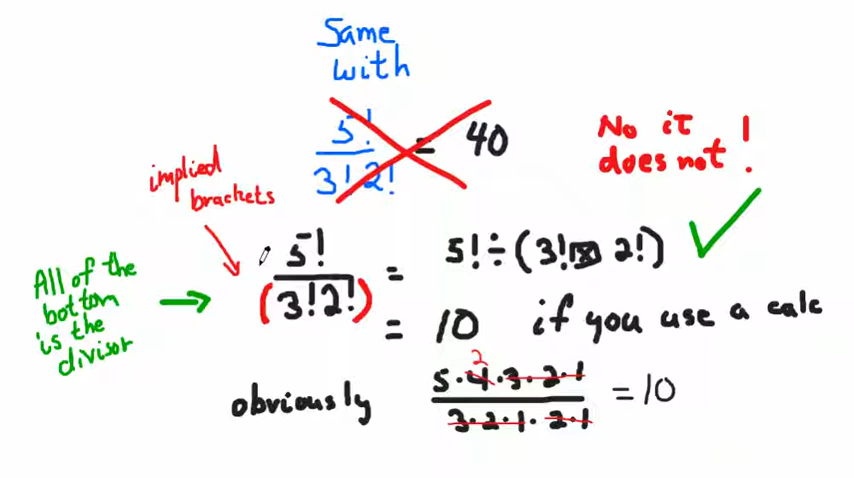 Same
with
5!
3!2!
= 40
No it
does not!
implied
brackets
5!
(3!2!)
= 5!÷(3!× 2!)
All of the
bottom
is the
divisor
= 10 if you use a calc
obviously
2
5·4·3·2·1
3·2·1·2·1
= 10